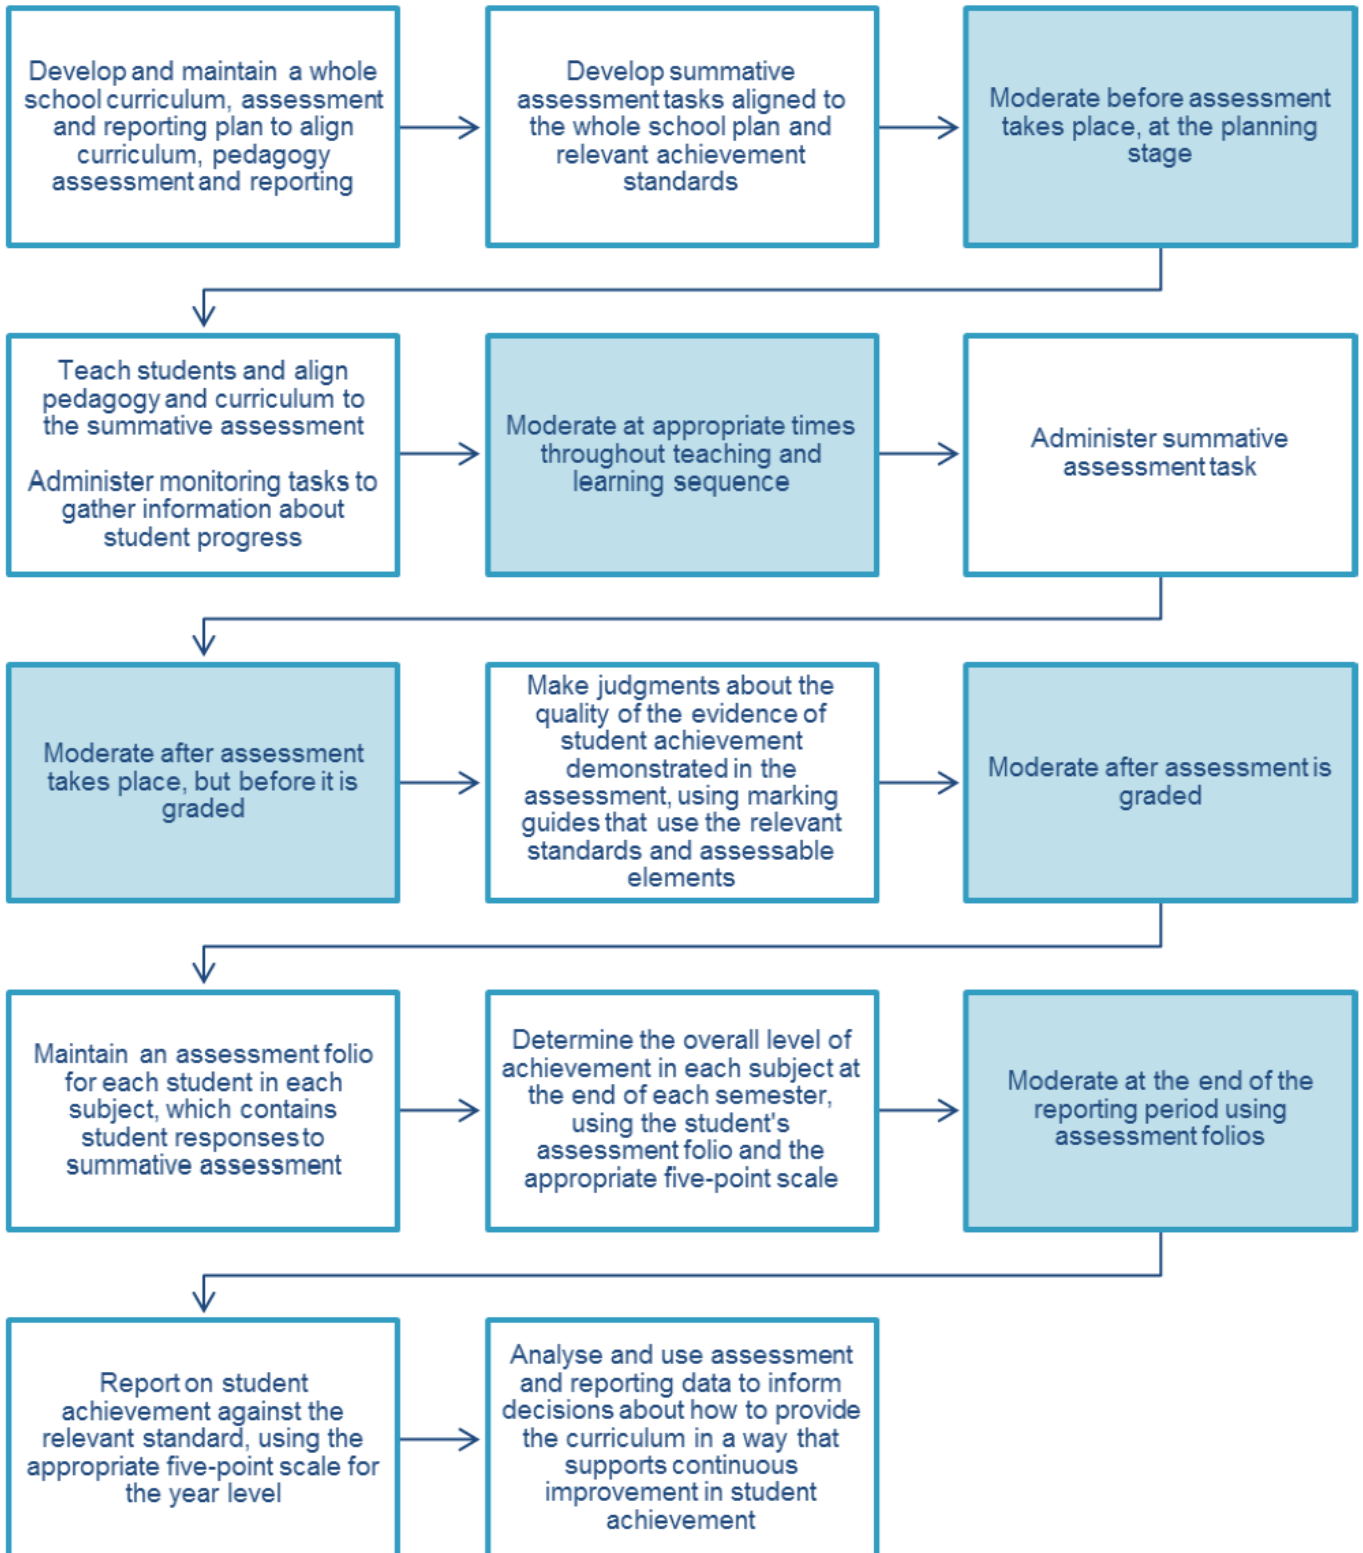 Develop and maintain a whole
school curriculum, assessment
and reporting plan to align
curriculum, pedagogy
assessment and reporting
Develop summative
assessment tasks aligned to
the whole school plan and
relevant achievement
standards
Moderate before assessment
takes place, at the planning
stage
Teach students and align
pedagogy and curriculum to
the summative assessment
Administer monitoring tasks to
gather information about
student progress
Moderate at appropriate times
throughout teaching and
learning sequence
Administer summative
assessment task
Moderate after assessment
takes place, but before it is
graded
Make judgments about the
quality of the evidence of
student achievement
demonstrated in the
assessment, using marking
guides that use the relevant
standards and assessable
elements
Moderate after assessment is
graded
Maintain an assessment folio
for each student in each
subject, which contains
student responses to
summative assessment
Determine the overall level of
achievement in each subject at
the end of each semester,
using the student's
assessment folio and the
appropriate five-point scale
Moderate at the end of the
reporting period using
assessment folios
Report on student
achievement against the
relevant standard, using the
appropriate five-point scale for
the year level
Analyse and use assessment
and reporting data to inform
decisions about how to provide
the curriculum in a way that
supports continuous
improvement in student
achievement